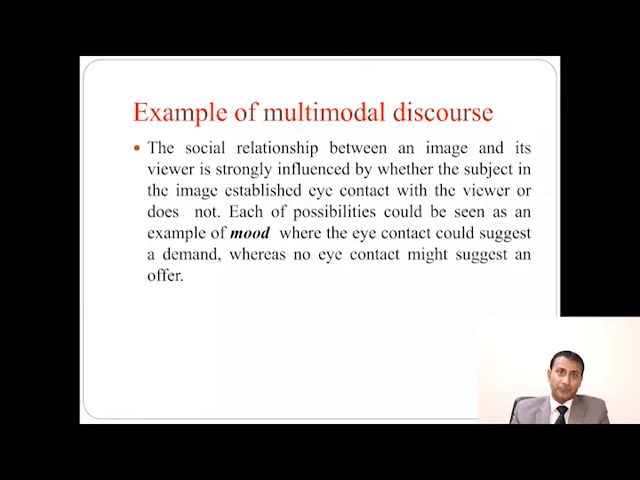 Example of multimodal discourse
• The social relationship between an image and its
viewer is strongly influenced by whether the subject in
the image established eye contact with the viewer or
does not. Each of possibilities could be seen as an
example of mood where the eye contact could suggest
a demand, whereas no eye contact might suggest an
offer.